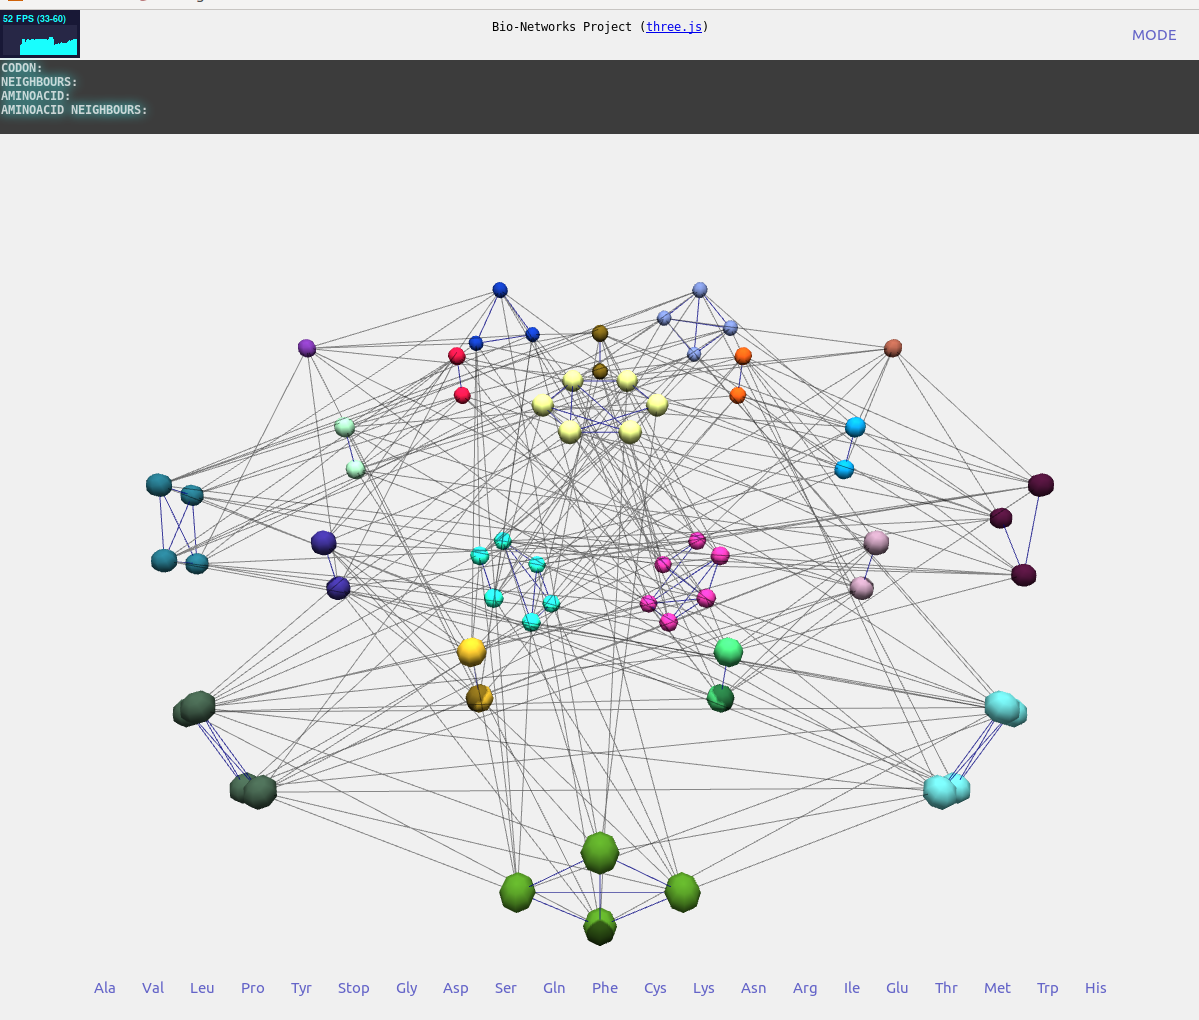 52 FPS (33-60)
Bio-Networks Project (three.js)
MODE
CODON:
NEIGHBOURS:
AMINOACID:
AMINOACID NEIGHBOURS:
Ala Val Leu Pro Tyr Stop Gly Asp Ser Gln Phe Cys Lys Asn Arg Ile Glu Thr Met Trp His